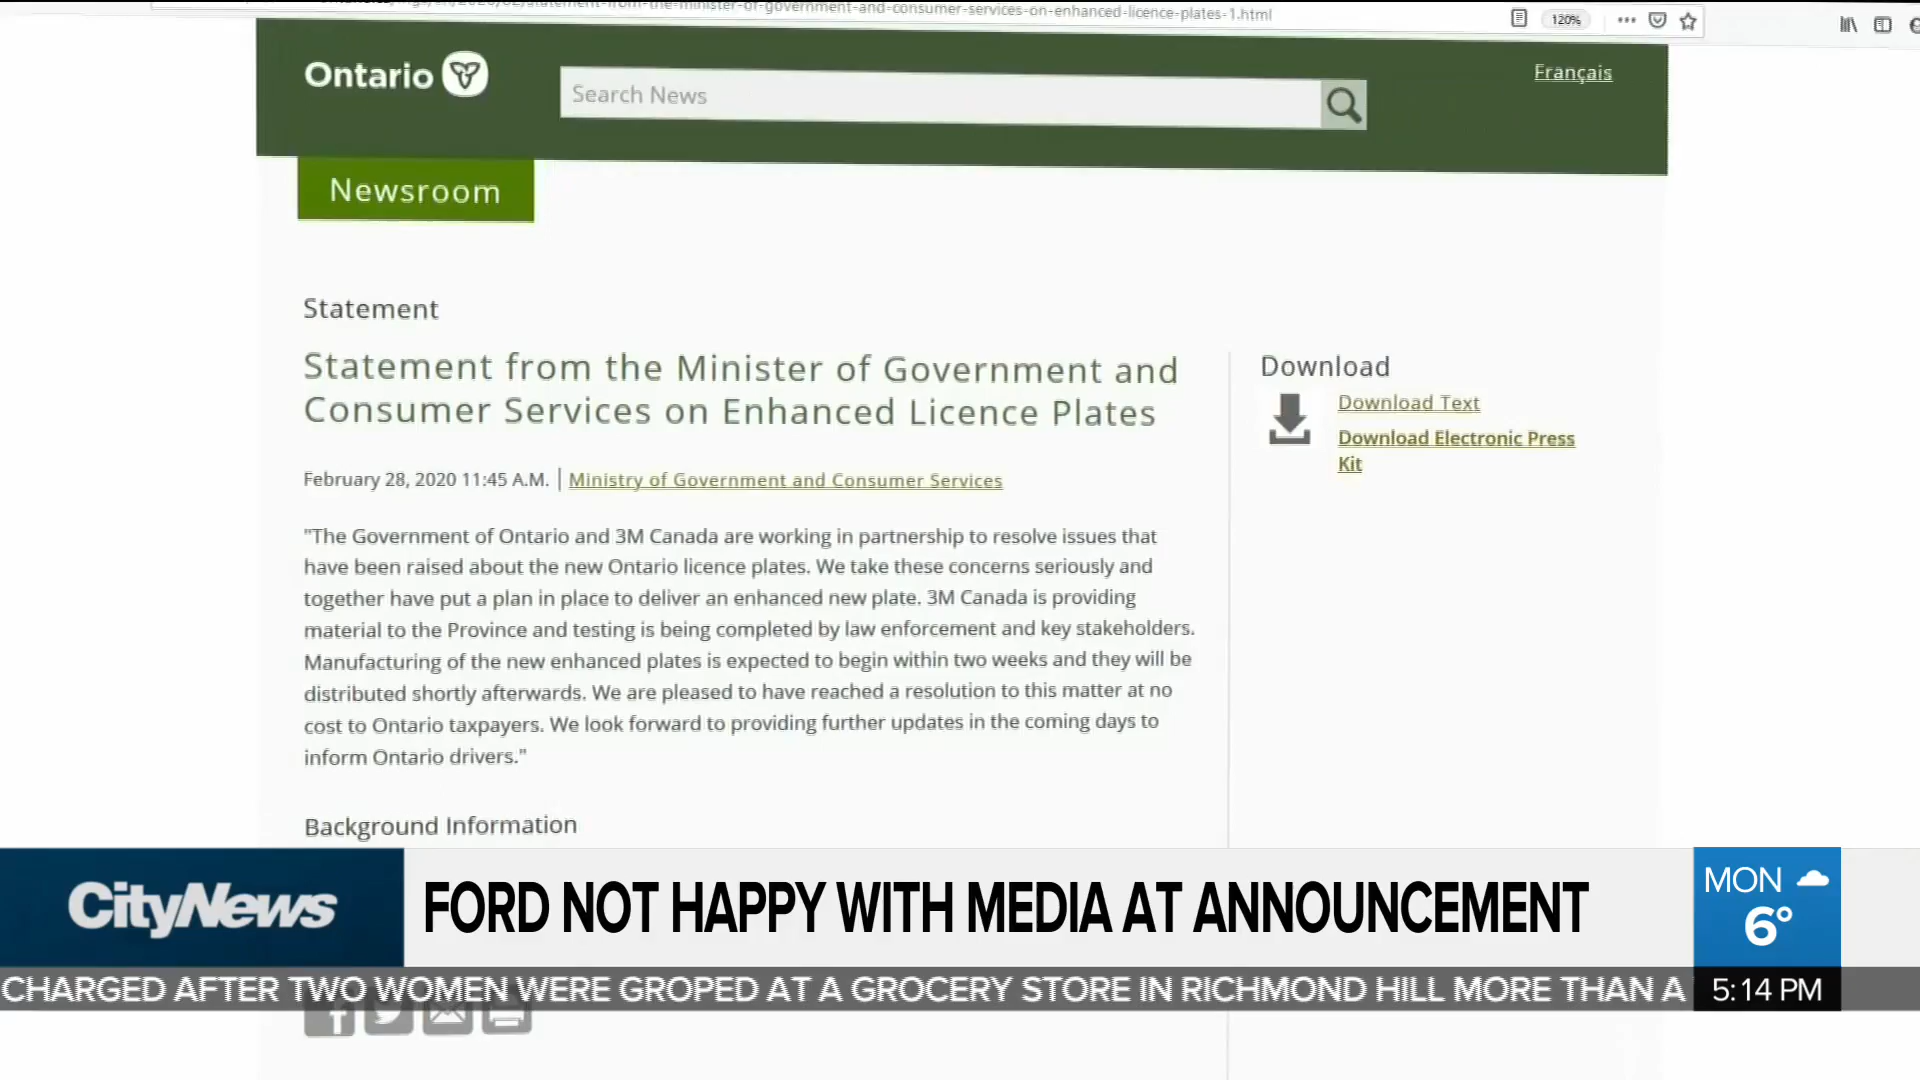 statement-from-the-minister-of-government-and-consumer-services-on-enhanced-licence-plates-1.html
120%
Ontario
Search News
Français
Newsroom
Statement
Statement from the Minister of Government and
Consumer Services on Enhanced Licence Plates
February 28, 2020 11:45 A.M. | Ministry of Government and Consumer Services
"The Government of Ontario and 3M Canada are working in partnership to resolve issues that
have been raised about the new Ontario licence plates. We take these concerns seriously and
together have put a plan in place to deliver an enhanced new plate. 3M Canada is providing
material to the Province and testing is being completed by law enforcement and key stakeholders.
Manufacturing of the new enhanced plates is expected to begin within two weeks and they will be
distributed shortly afterwards. We are pleased to have reached a resolution to this matter at no
cost to Ontario taxpayers. We look forward to providing further updates in the coming days to
inform Ontario drivers."
Background Information
Download
Download Text
Download Electronic Press
Kit
CityNews
FORD NOT HAPPY WITH MEDIA AT ANNOUNCEMENT
MON
6°
CHARGED AFTER TWO WOMEN WERE GROPED AT A GROCERY STORE IN RICHMOND HILL MORE THAN A
5:14 PM